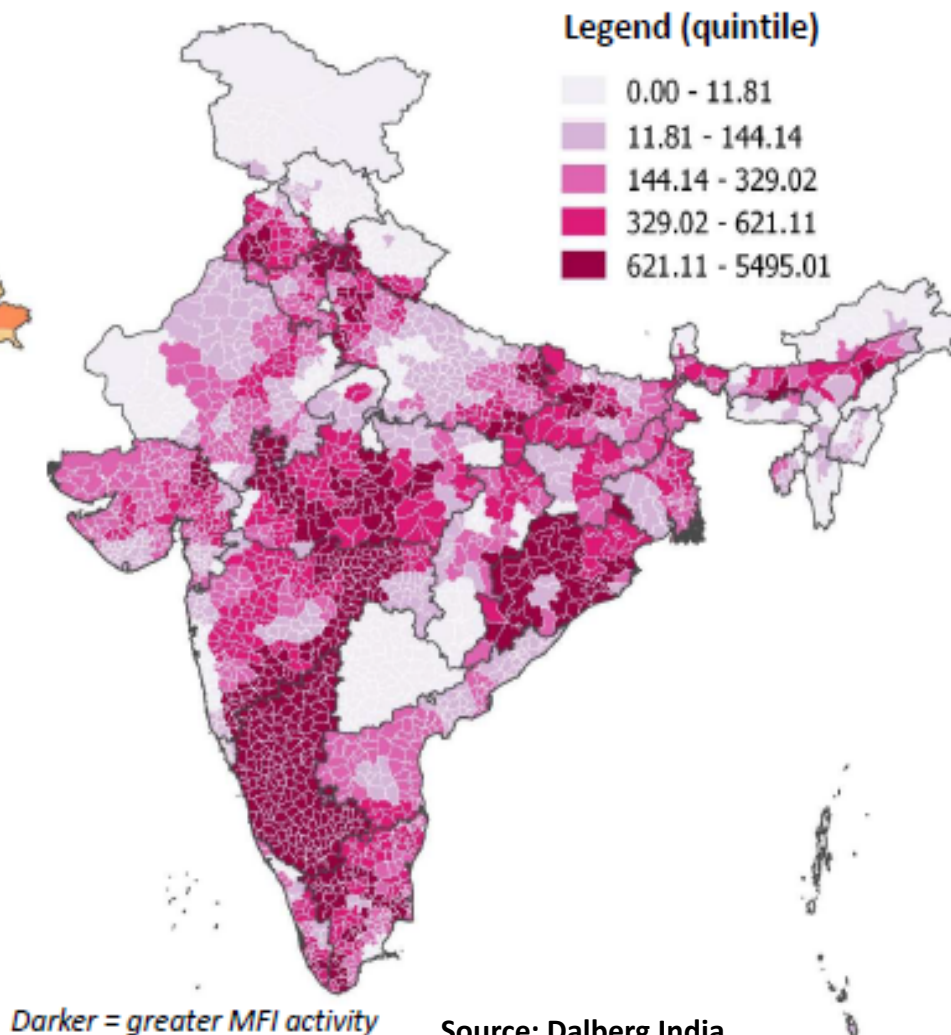 Legend (quintile)
0.00 - 11.81
11.81 - 144.14
144.14 - 329.02
329.02 - 621.11
621.11 - 5495.01
Darker = greater MFI activity
Source: Dalberg India